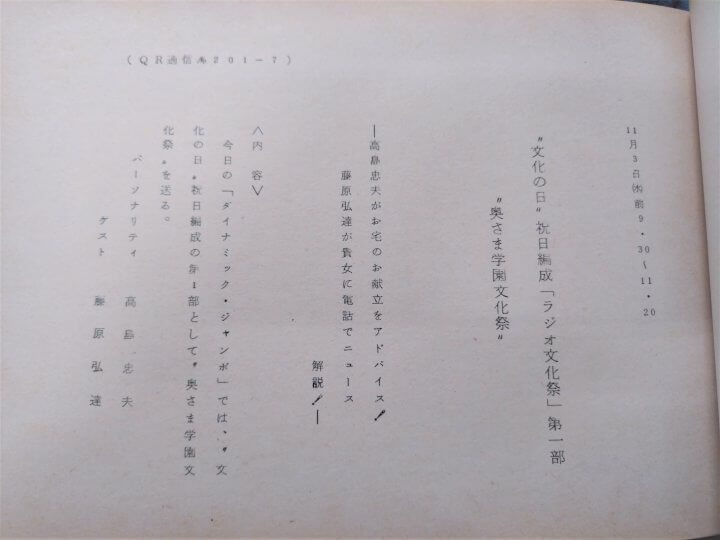 (QR通信№201-7)
11月3日㈭前9・30〜11・20
〝文化の日〟祝日編成「ラジオ文化祭」第一部
〝奥さま学園文化祭〟
―高島忠夫がお宅のお献立をアドバイス!
藤原弘達が貴女に電話でニュース
解説!―
<内 容>
今日の「ダイナミック・ジャンボ」では、〝文
化の日〟祝日編成の第1部として〝奥さま学園文
化祭〟を送る。
パーソナリティ 高島忠夫
ゲスト 藤原弘達